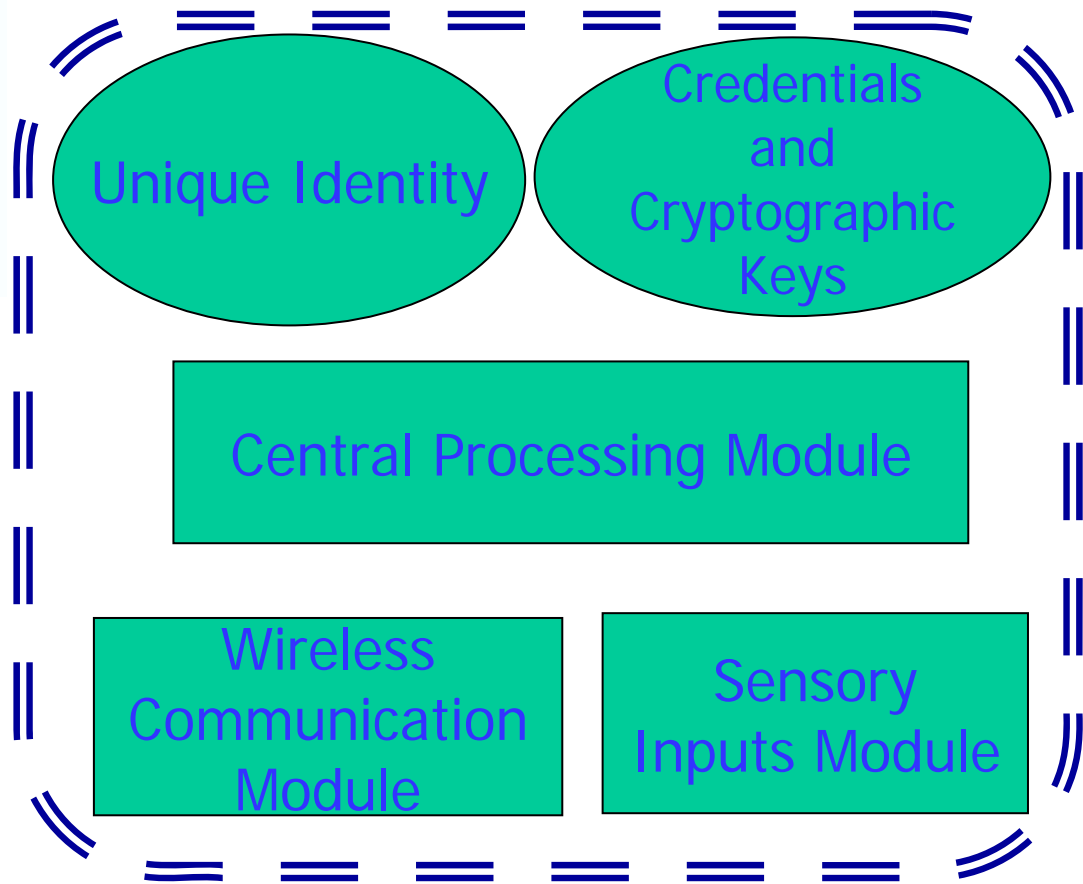 Unique Identity
Credentials
and
Cryptographic
Keys
Central Processing Module
Wireless
Communication
Module
Sensory
Inputs Module